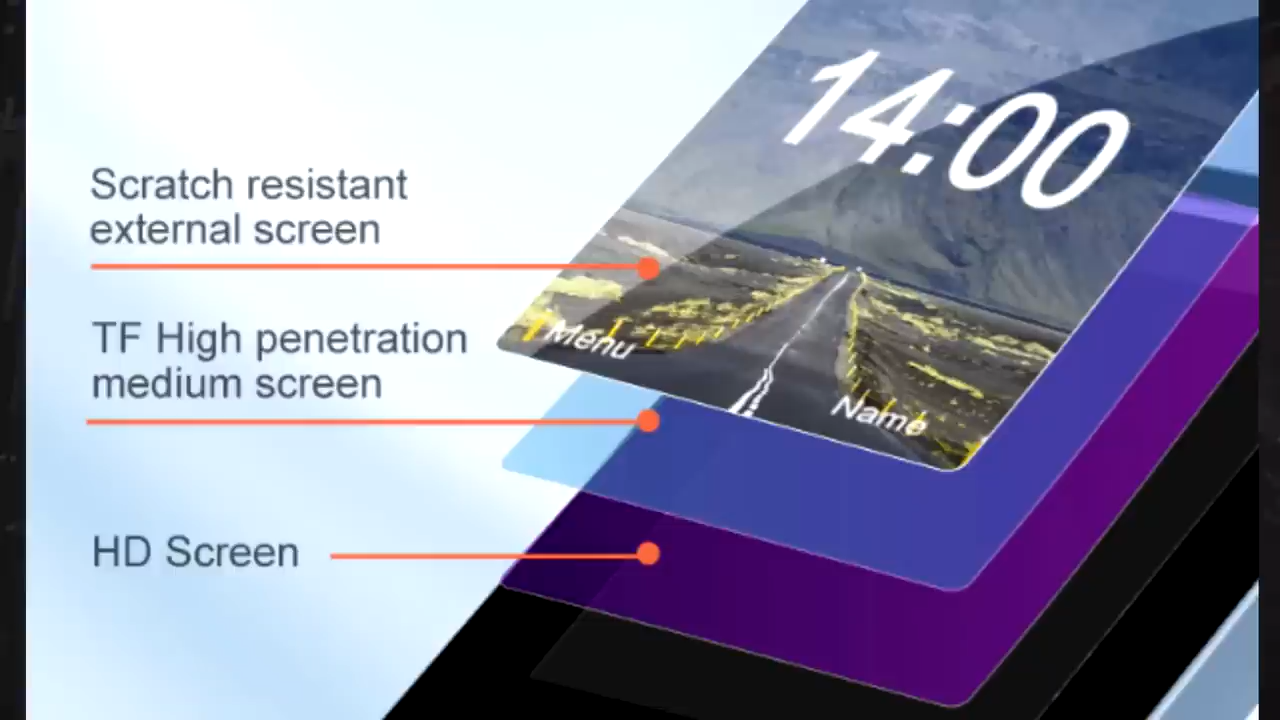 14:00
Scratch resistant
external screen
TF High penetration
medium screen
Menu
Name
HD Screen